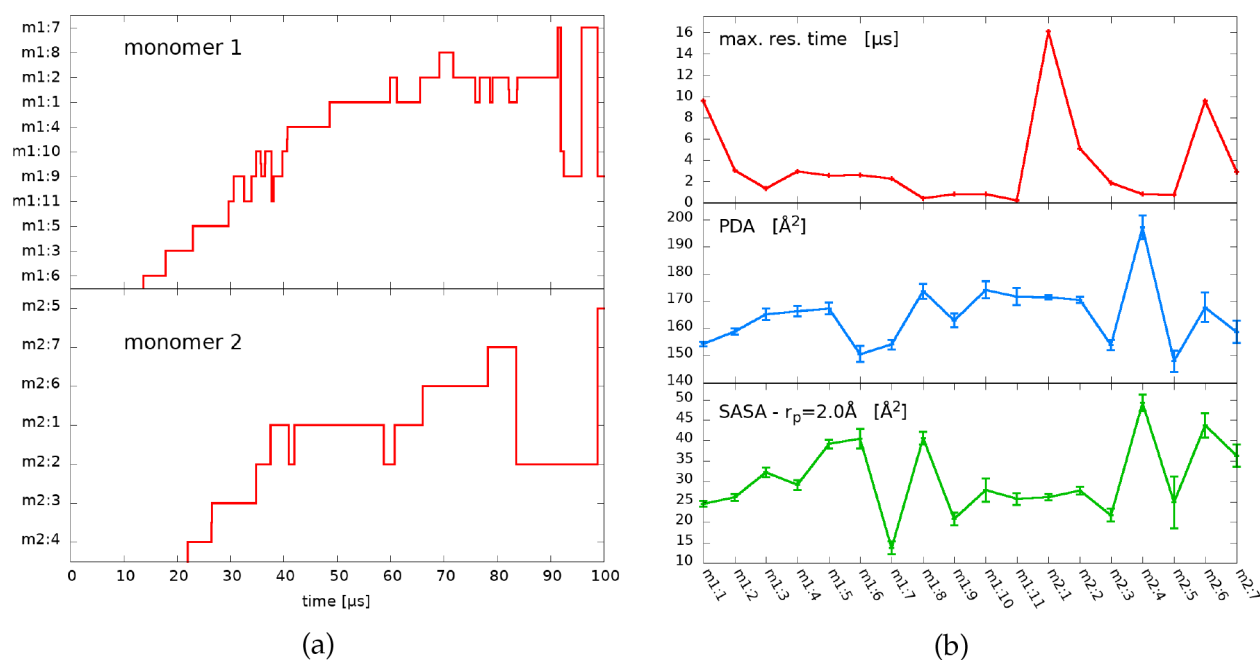 m1:7
m1:8
m1:2
m1:1
m1:4
m1:10
m1:9
m1:11
m1:5
m1:3
m1:6
monomer 1
m2:5
m2:7
m2:6
m2:1
m2:2
m2:3
m2:4
monomer 2
0 10 20 30 40 50 60 70 80 90 100
time [μs]
(a)
16
14
12
10
8
6
4
2
0
max. res. time [μs]
200
190
180
170
160
150
140
PDA [Å²]
50
45
40
35
30
25
20
15
10
SASA - rₚ=2.0Å [Å²]
m1:1 m1:2 m1:3 m1:4 m1:5 m1:6 m1:7 m1:8 m1:9 m1:10 m1:11 m2:1 m2:2 m2:3 m2:4 m2:5 m2:6 m2:7
(b)